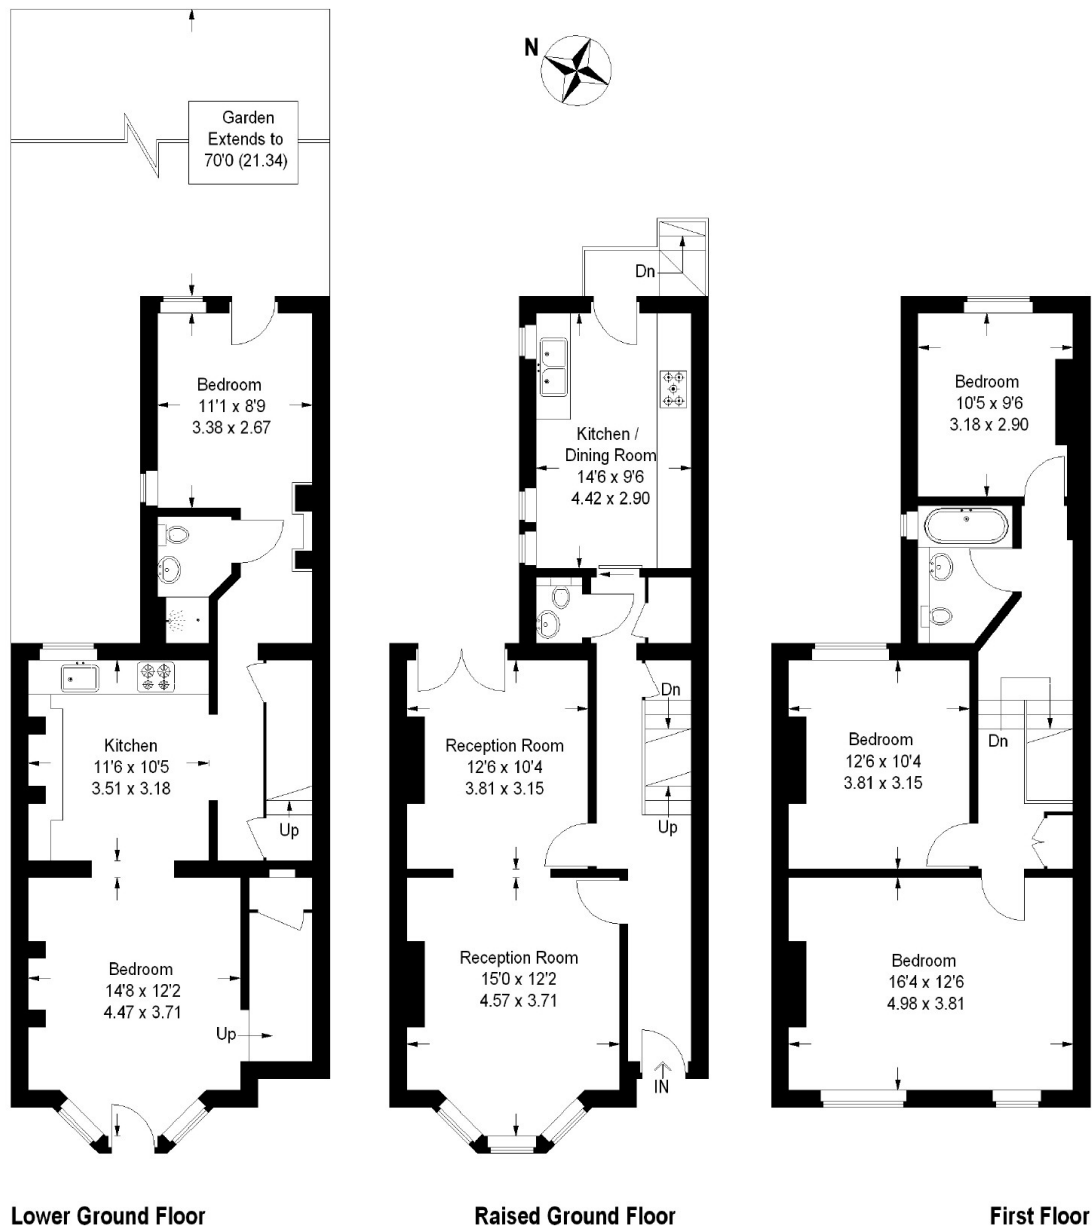 N
Garden
Extends to
70'0 (21.34)
Dn
Bedroom
11'1 x 8'9
3.38 x 2.67
Kitchen
11'6 x 10'5
3.51 x 3.18
Up
Bedroom
14'8 x 12'2
4.47 x 3.71
Up
Kitchen /
Dining Room
14'6 x 9'6
4.42 x 2.90
Reception Room
12'6 x 10'4
3.81 x 3.15
Dn
Up
Reception Room
15'0 x 12'2
4.57 x 3.71
IN
Bedroom
10'5 x 9'6
3.18 x 2.90
Bedroom
12'6 x 10'4
3.81 x 3.15
Dn
Bedroom
16'4 x 12'6
4.98 x 3.81
Lower Ground Floor
Raised Ground Floor
First Floor